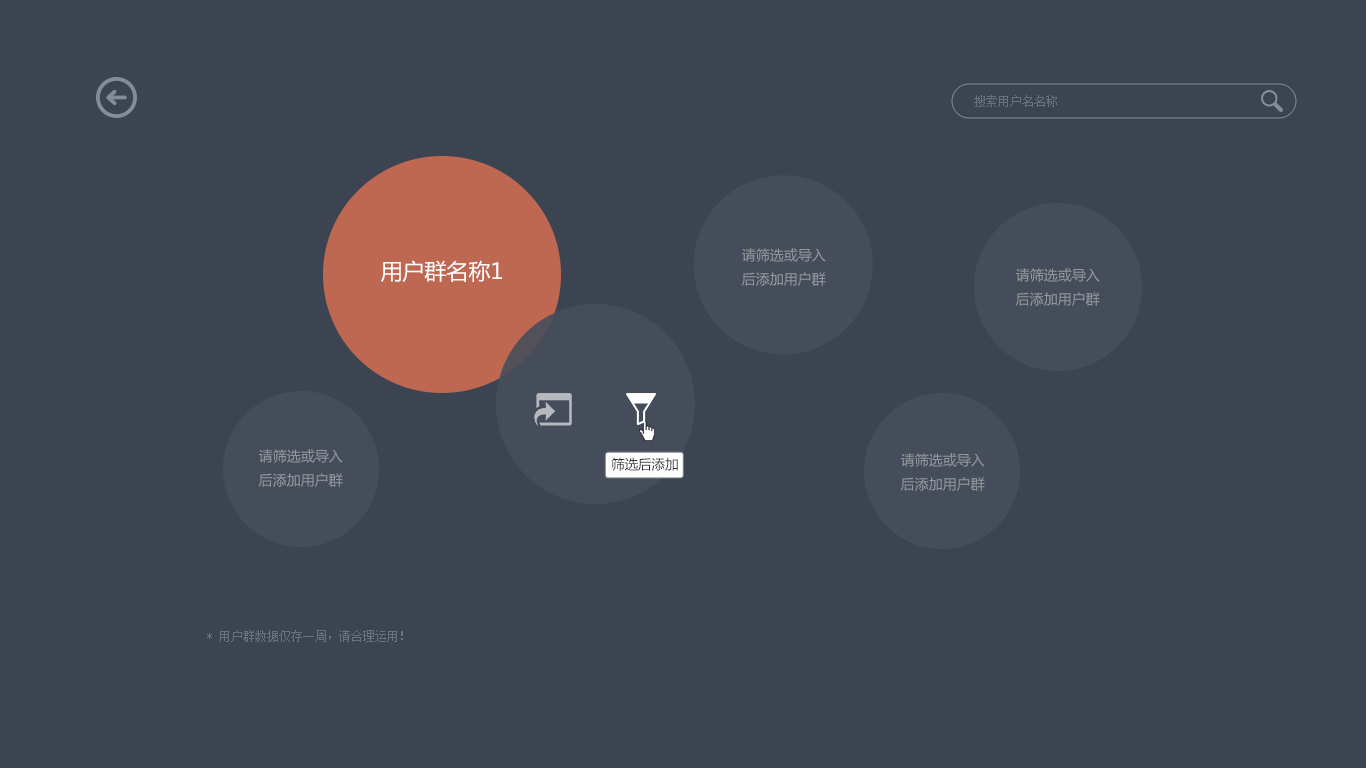 搜索用户名名称
用户群名称1
请筛选或导入
后添加用户群
请筛选或导入
后添加用户群
请筛选或导入
后添加用户群
筛选后添加
请筛选或导入
后添加用户群
* 用户群数据仅存一周，请合理运用！